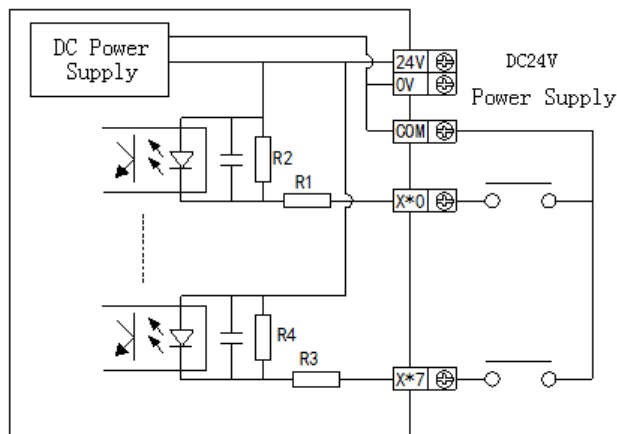 DC Power
Supply
24V
DC24V
0V
Power Supply
COM
R2
R1
X*0
R4
R3
X*7